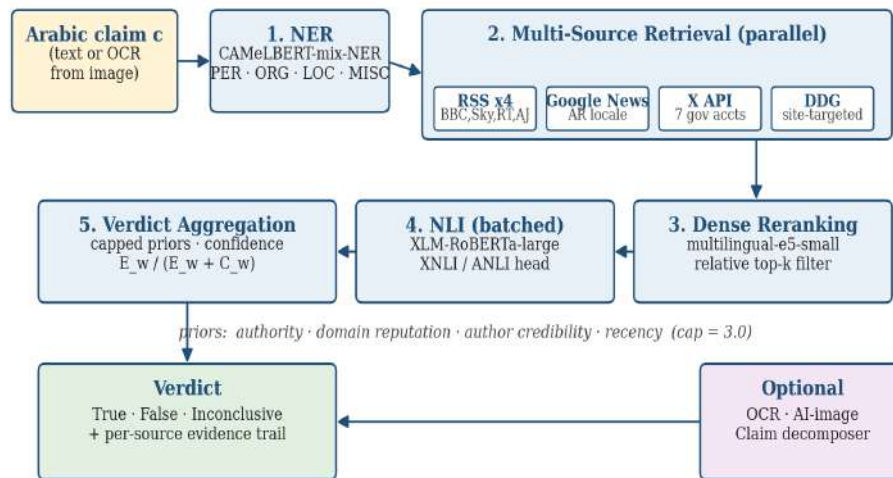 Arabic claim c
(text or OCR
from image)
1. NER
CAMeLBERT-mix-NER
PER · ORG · LOC · MISC
2. Multi-Source Retrieval (parallel)
RSS x4
BBC,Sky,RT,AJ
Google News
AR locale
X API
7 gov accts
DDG
site-targeted
3. Dense Reranking
multilingual-e5-small
relative top-k filter
4. NLI (batched)
XLM-RoBERTa-large
XNLI / ANLI head
5. Verdict Aggregation
capped priors · confidence
E_w / (E_w + C_w)
priors: authority · domain reputation · author credibility · recency (cap = 3.0)
Verdict
True · False · Inconclusive
+ per-source evidence trail
Optional
OCR · AI-image
Claim decomposer